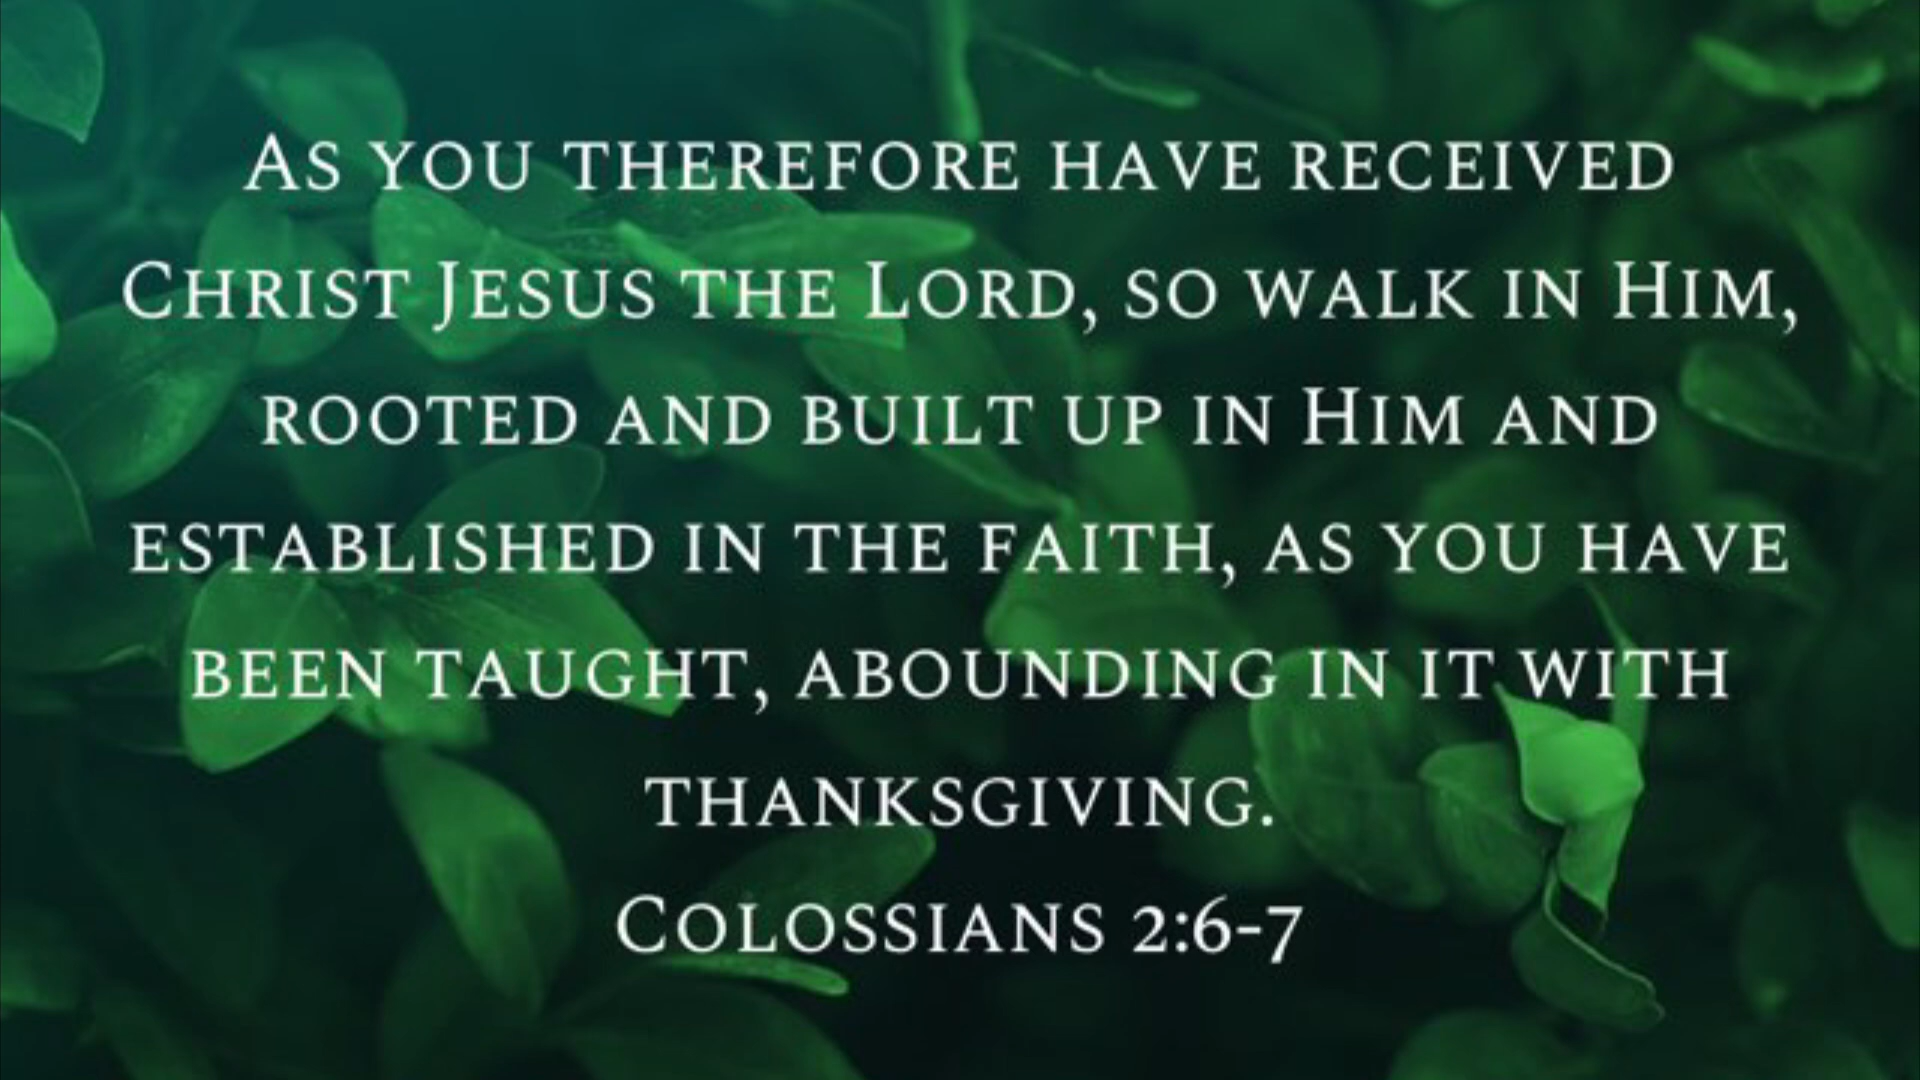 As you therefore have received
Christ Jesus the Lord, so walk in Him,
rooted and built up in Him and
established in the faith, as you have
been taught, abounding in it with
thanksgiving.
Colossians 2:6-7